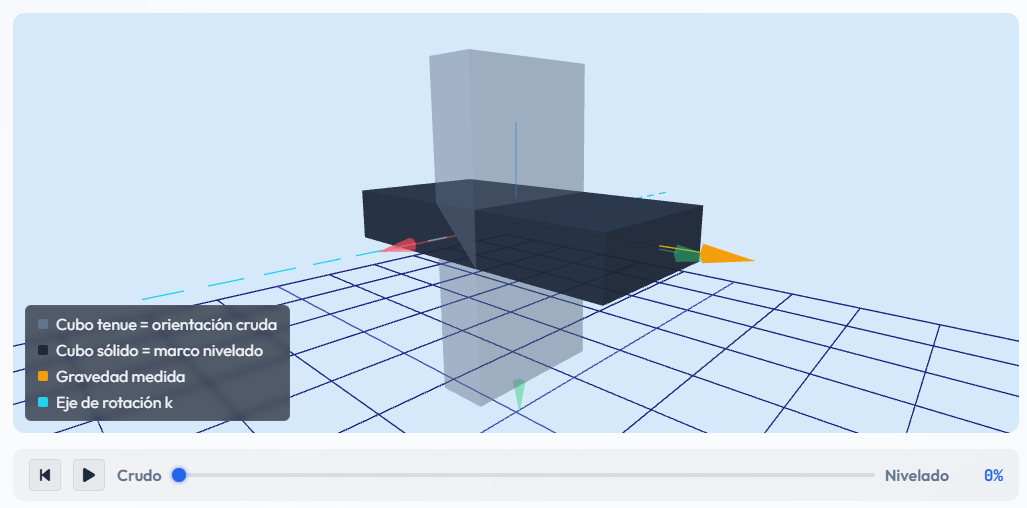 Cubo tenue = orientación cruda
Cubo sólido = marco nivelado
Gravedad medida
Eje de rotación k
Crudo
Nivelado
0%